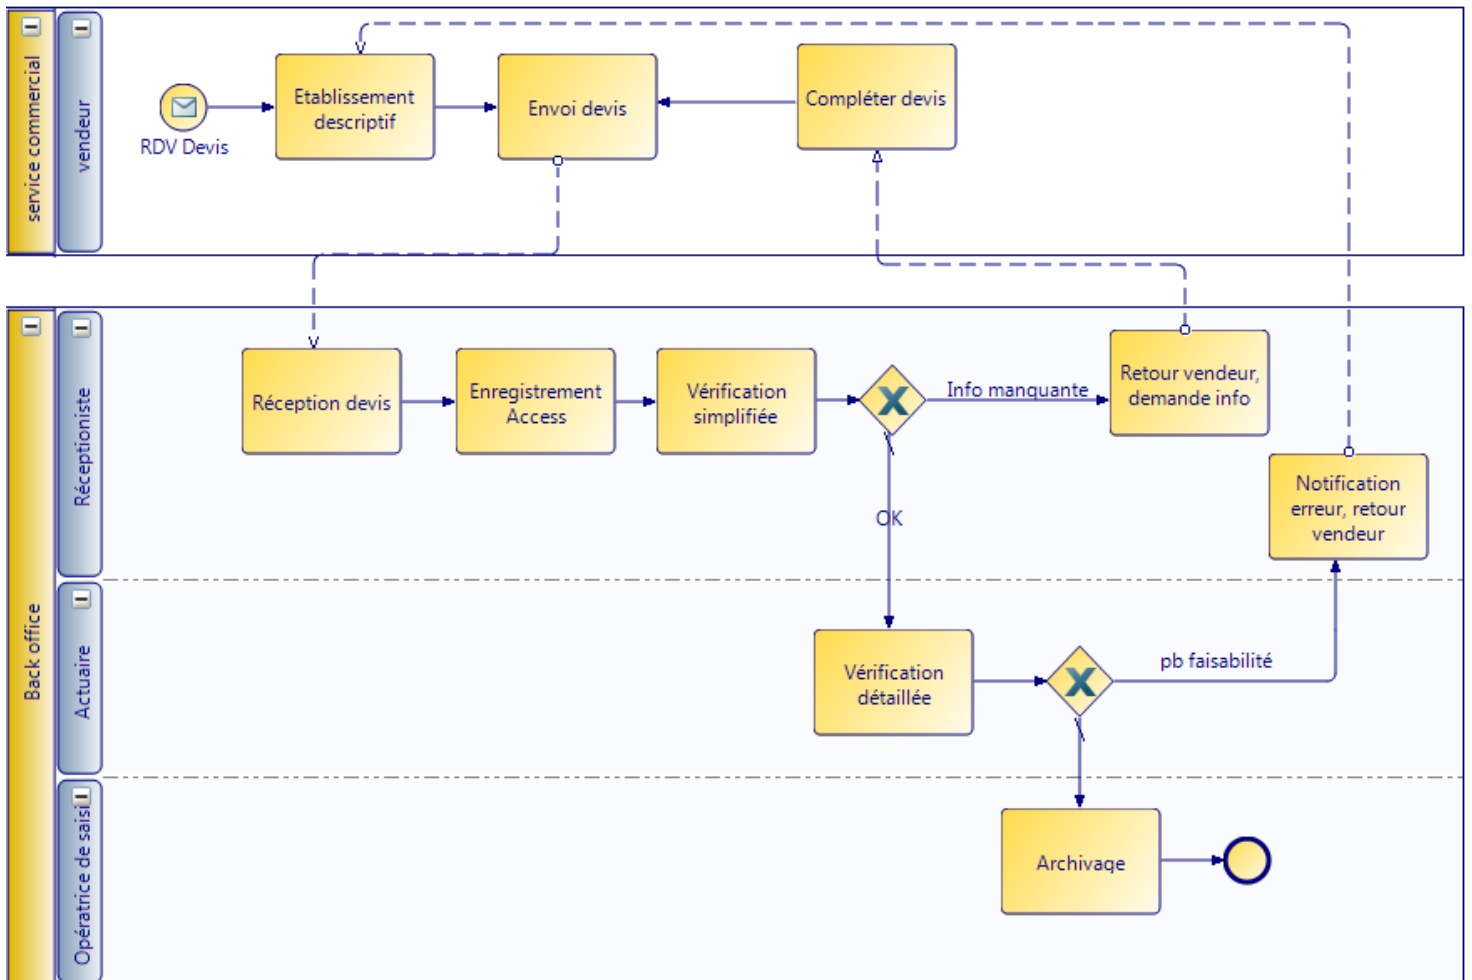 service commercial
vendeur
RDV Devis
Etablissement
descriptif
Envoi devis
Compléter devis
Back office
Réceptioniste
Réception devis
Enregistrement
Access
Vérification
simplifiée
Info manquante
Retour vendeur,
demande info
OK
Notification
erreur, retour
vendeur
Actuaire
Vérification
détaillée
pb faisabilité
Opératrice de saisi
Archivage